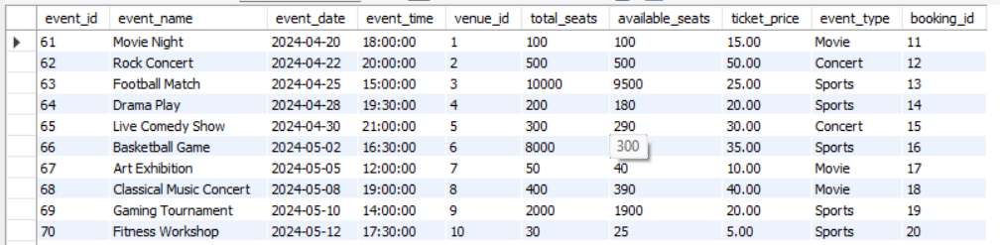 event_id event_name event_date event_time venue_id total_seats available_seats ticket_price event_type booking_id
61 Movie Night 2024-04-20 18:00:00 1 100 100 15.00 Movie 11
62 Rock Concert 2024-04-22 20:00:00 2 500 500 50.00 Concert 12
63 Football Match 2024-04-25 15:00:00 3 10000 9500 25.00 Sports 13
64 Drama Play 2024-04-28 19:30:00 4 200 180 20.00 Sports 14
65 Live Comedy Show 2024-04-30 21:00:00 5 300 290 30.00 Concert 15
66 Basketball Game 2024-05-02 16:30:00 6 8000 300 35.00 Sports 16
67 Art Exhibition 2024-05-05 12:00:00 7 50 40 10.00 Movie 17
68 Classical Music Concert 2024-05-08 19:00:00 8 400 390 40.00 Movie 18
69 Gaming Tournament 2024-05-10 14:00:00 9 2000 1900 20.00 Sports 19
70 Fitness Workshop 2024-05-12 17:30:00 10 30 25 5.00 Sports 20